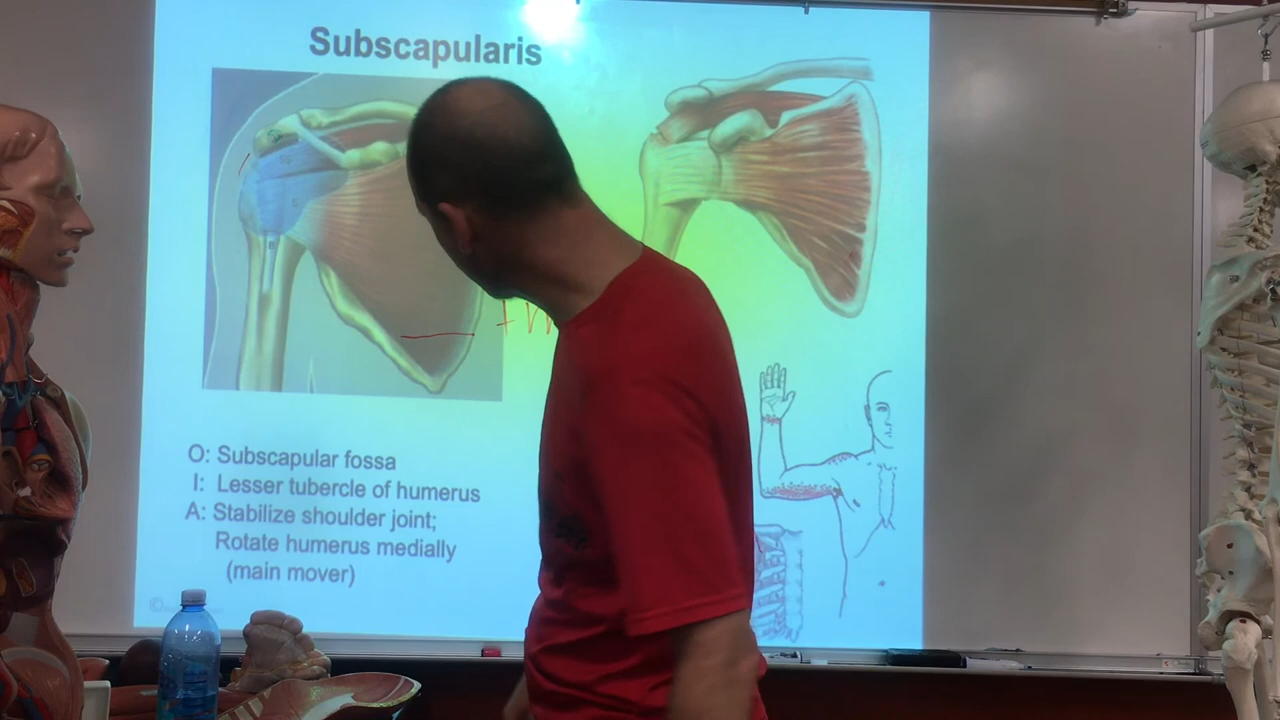 Subscapularis
O: Subscapular fossa
I: Lesser tubercle of humerus
A: Stabilize shoulder joint;
Rotate humerus medially
(main mover)